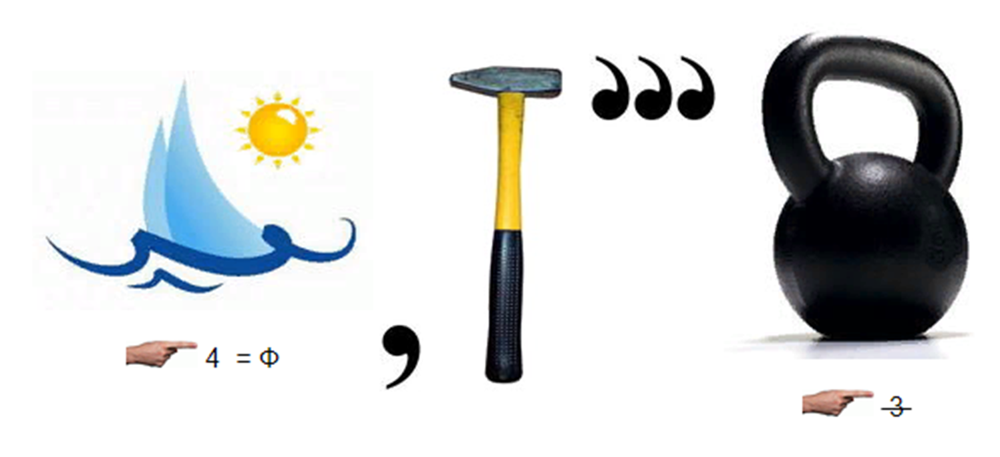 4 = Ф
,
,,,
3